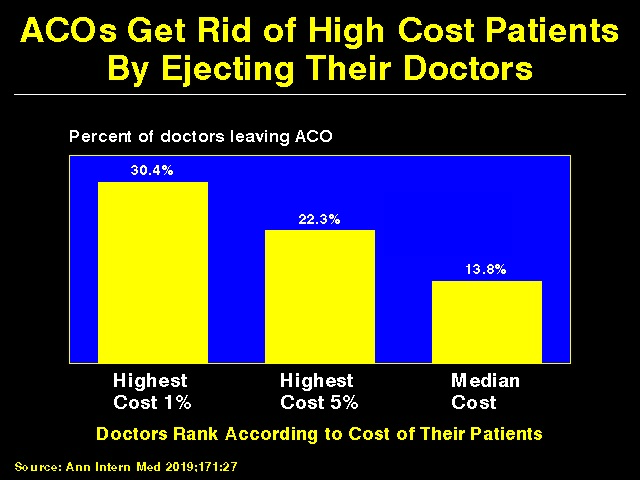 ACOs Get Rid of High Cost Patients
By Ejecting Their Doctors
Percent of doctors leaving ACO
30.4%
22.3%
13.8%
Highest
Cost 1%
Highest
Cost 5%
Median
Cost
Doctors Rank According to Cost of Their Patients
Source: Ann Intern Med 2019;171:27